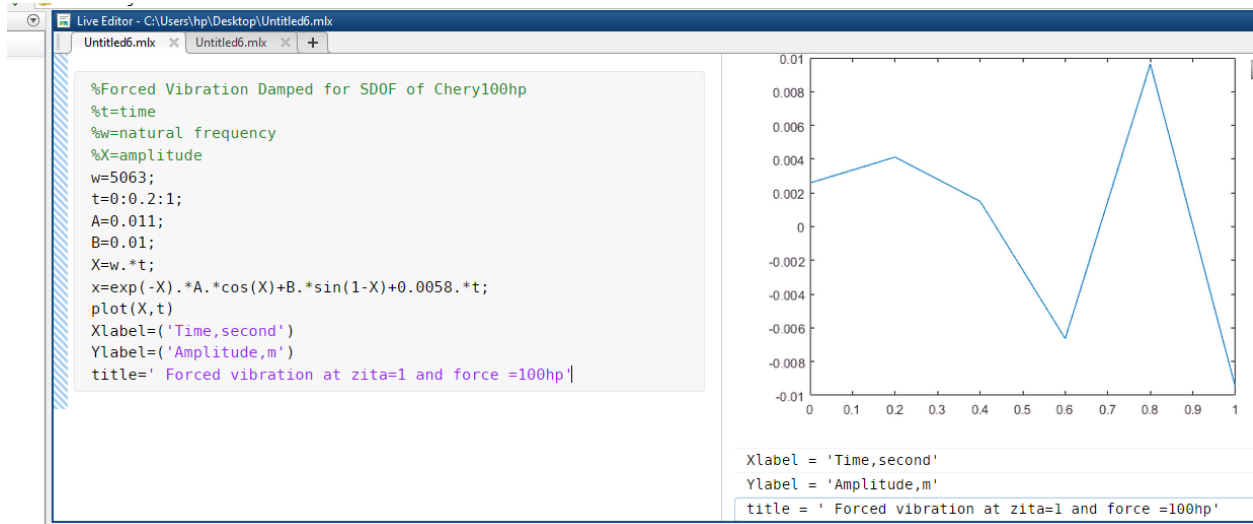 Live Editor - C:\Users\hp\Desktop\Untitled6.mlx
Untitled6.mlx
Untitled6.mlx
+
%Forced Vibration Damped for SDOF of Chery100hp
%t=time
%w=natural frequency
%X=amplitude
w=5063;
t=0:0.2:1;
A=0.011;
B=0.01;
X=w.*t;
x=exp(-X).*A.*cos(X)+B.*sin(1-X)+0.0058.*t;
plot(X,t)
Xlabel=('Time,second')
Ylabel=('Amplitude,m')
title=' Forced vibration at zita=1 and force =100hp'
0.01
0.008
0.006
0.004
0.002
0
-0.002
-0.004
-0.006
-0.008
-0.01
0 0.1 0.2 0.3 0.4 0.5 0.6 0.7 0.8 0.9 1
Xlabel = 'Time,second'
Ylabel = 'Amplitude,m'
title = ' Forced vibration at zita=1 and force =100hp'